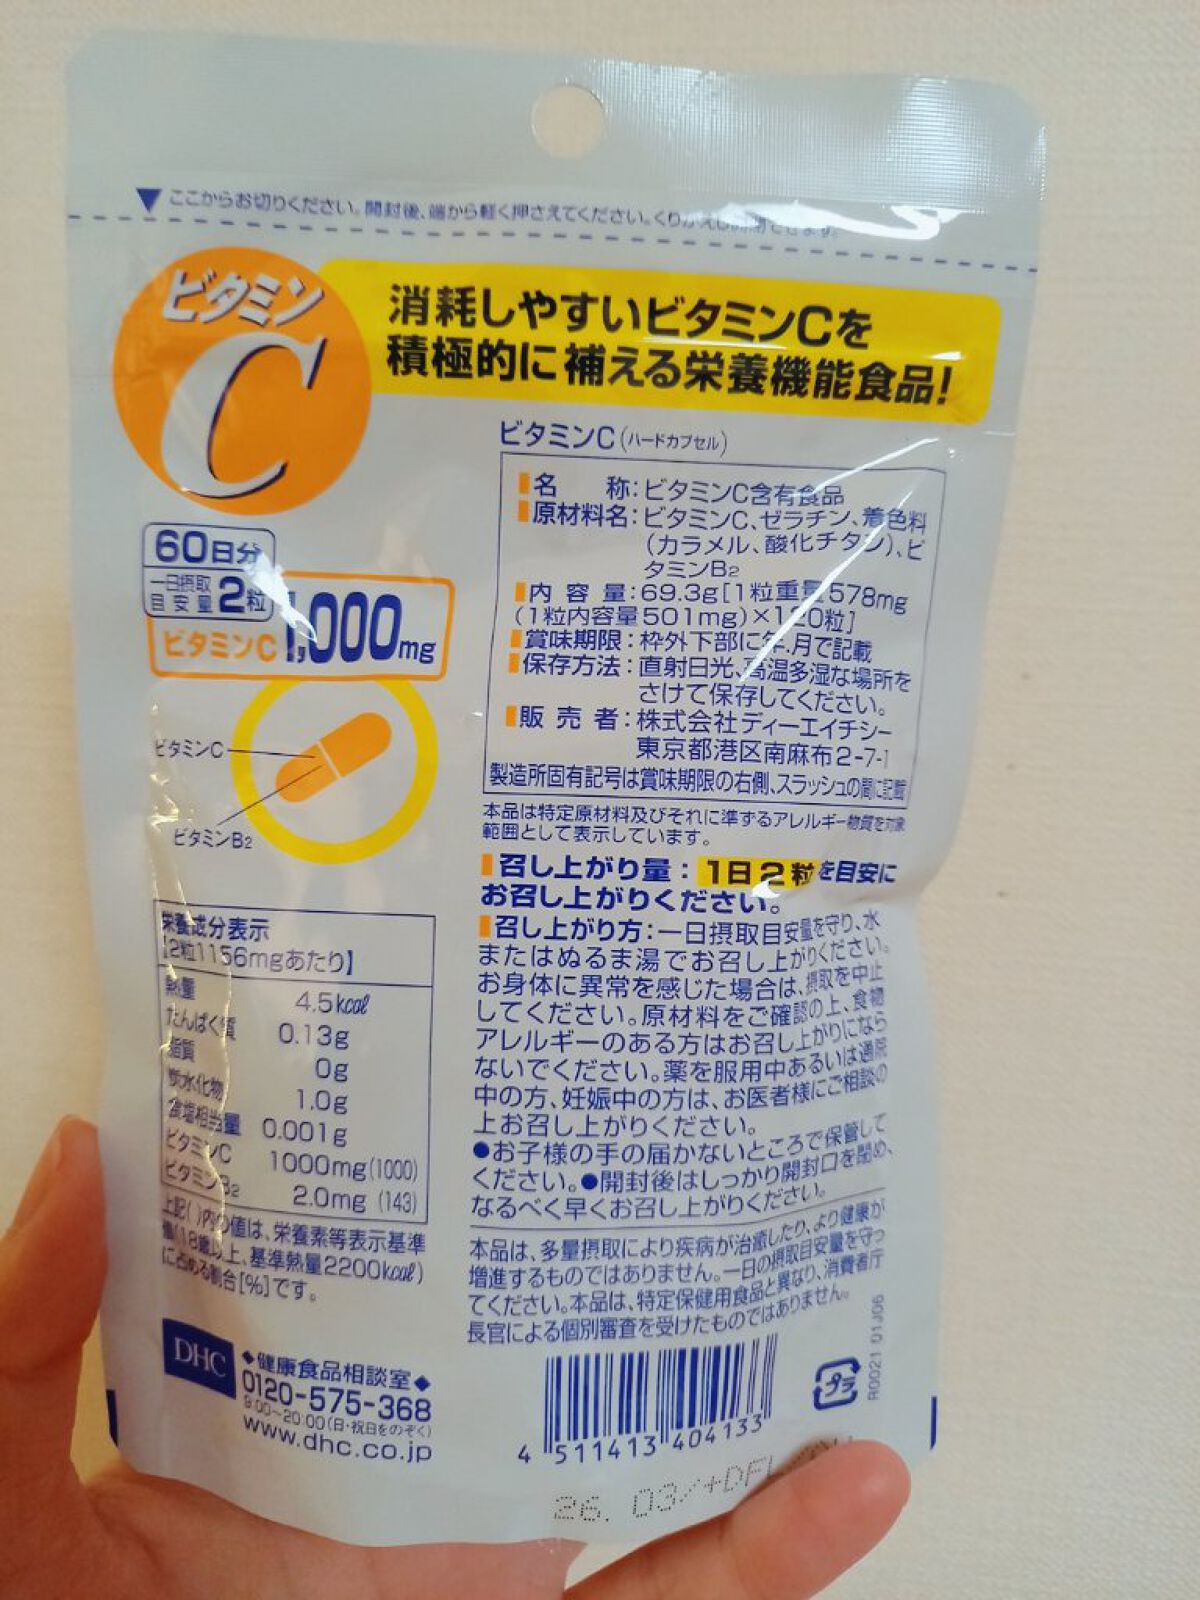 ▼ここからお切りください。開封後、端から軽く押さえてください。くりかえし開閉できます。
ビタミン
C
消耗しやすいビタミンCを
積極的に補える栄養機能食品!
60日分
一日摂取
目安量 2粒
ビタミンC 1,000mg
ビタミンC
ビタミンB2
栄養成分表示
[2粒1156mgあたり]
熱量 4.5kcal
たんぱく質 0.13g
脂質 0g
炭水化物 1.0g
食塩相当量 0.001g
ビタミンC 1000mg(1000)
ビタミンB2 2.0mg (143)
上記( )内の値は、栄養素等表示基準
値(18歳以上、基準熱量2200kcal)
に占める割合[%]です。
DHC
◆健康食品相談室◆
0120-575-368
9:00~20:00(日・祝日をのぞく)
www.dhc.co.jp
ビタミンC(ハードカプセル)
名 称:ビタミンC含有食品
原材料名:ビタミンC、ゼラチン、着色料
(カラメル、酸化チタン)、ビ
タミンB2
内容量:69.3g[1粒重量578mg
(1粒内容量501mg)×120粒]
賞味期限:枠外下部に年.月で記載
保存方法:直射日光、高温多湿な場所を
さけて保存してください。
販売者:株式会社ディーエイチシー
東京都港区南麻布2-7-1
製造所固有記号は賞味期限の右側、スラッシュの間に記載
本品は特定原材料及びそれに準ずるアレルギー物質を対象
範囲として表示しています。
召し上がり量:1日2粒を目安に
お召し上がりください。
召し上がり方:一日摂取目安量を守り、水
またはぬるま湯でお召し上がりください。
お身体に異常を感じた場合は、摂取を中止
してください。原材料をご確認の上、食物
アレルギーのある方はお召し上がりになら
ないでください。薬を服用中あるいは通院
中の方、妊娠中の方は、お医者様にご相談の
上お召し上がりください。
●お子様の手の届かないところで保管して
ください。●開封後はしっかり開封口を閉め、
なるべく早くお召し上がりください。
本品は、多量摂取により疾病が治癒したり、より健康が
増進するものではありません。一日の摂取目安量を守っ
てください。本品は、特定保健用食品と異なり、消費者庁
長官による個別審査を受けたものではありません。
4 511413 404133
プラ
R0021 01J06
26. 03/+DFL